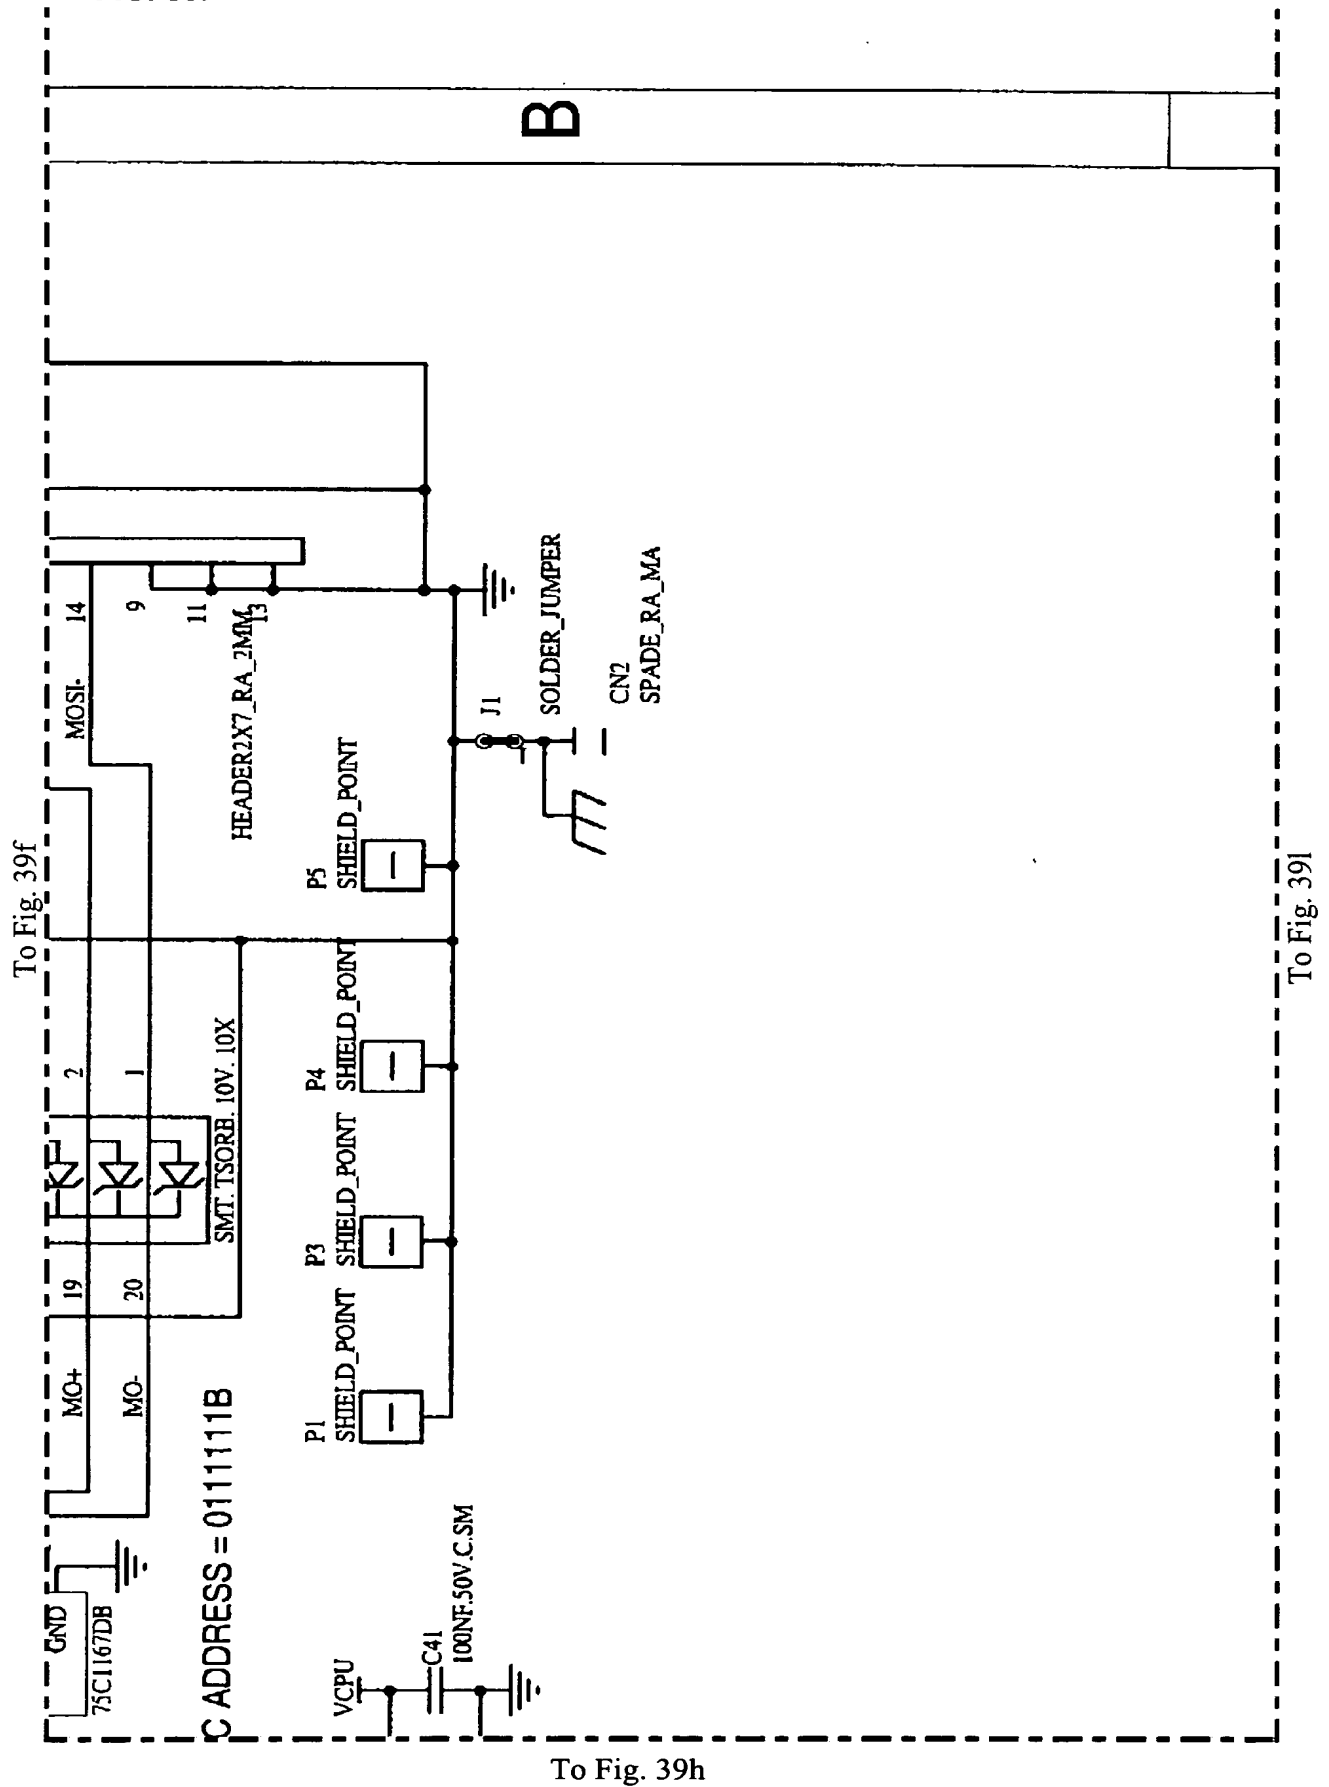 B
To Fig. 39f
MOSI-
14
9
11
13
HEADER2X7_RA_2MM
J1
SOLDER_JUMPER
CN2
SPADE_RA_MA
P5
SHIELD_POINT
2
1
SMT. TSORB. 10V. 10X
P4
SHIELD_POINT
P3
SHIELD_POINT
19
20
MO+
MO-
P1
SHIELD_POINT
C ADDRESS = 0111111B
GND
75C1167DB
VCPU
C41
100NF.50V.C.SM
To Fig. 39l
To Fig. 39h